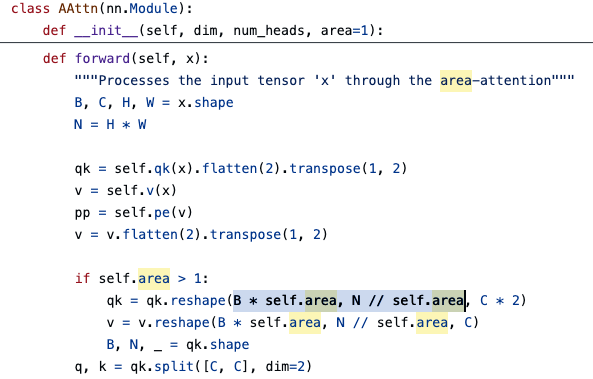 class AAttn(nn.Module):
    def __init__(self, dim, num_heads, area=1):
    def forward(self, x):
        """Processes the input tensor 'x' through the area-attention"""
        B, C, H, W = x.shape
        N = H * W
        qk = self.qk(x).flatten(2).transpose(1, 2)
        v = self.v(x)
        pp = self.pe(v)
        v = v.flatten(2).transpose(1, 2)
        if self.area > 1:
            qk = qk.reshape(B * self.area, N // self.area, C * 2)
            v = v.reshape(B * self.area, N // self.area, C)
            B, N, _ = qk.shape
        q, k = qk.split([C, C], dim=2)